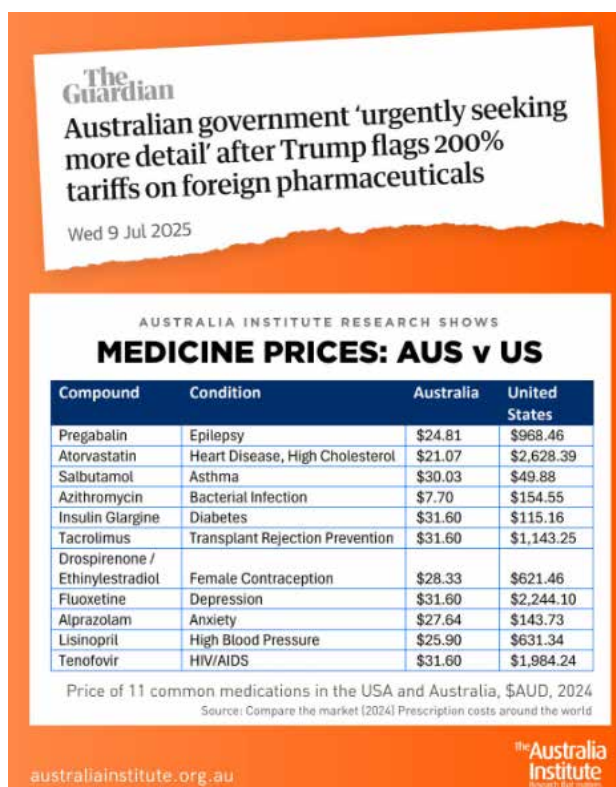 The
Guardian
Australian government ‘urgently seeking
more detail’ after Trump flags 200%
tariffs on foreign pharmaceuticals
Wed 9 Jul 2025
AUSTRALIA INSTITUTE RESEARCH SHOWS
MEDICINE PRICES: AUS v US
Compound Condition Australia United
States
Pregabalin Epilepsy $24.81 $968.46
Atorvastatin Heart Disease, High Cholesterol $21.07 $2,628.39
Salbutamol Asthma $30.03 $49.88
Azithromycin Bacterial Infection $7.70 $154.55
Insulin Glargine Diabetes $31.60 $115.16
Tacrolimus Transplant Rejection Prevention $31.60 $1,143.25
Drospirenone /
Ethinylestradiol Female Contraception $28.33 $621.46
Fluoxetine Depression $31.60 $2,244.10
Alprazolam Anxiety $27.64 $143.73
Lisinopril High Blood Pressure $25.90 $631.34
Tenofovir HIV/AIDS $31.60 $1,984.24
Price of 11 common medications in the USA and Australia, $AUD, 2024
Source: Compare the market (2024) Prescription costs around the world
australiainstitute.org.au
the Australia
Institute
Research that matters.